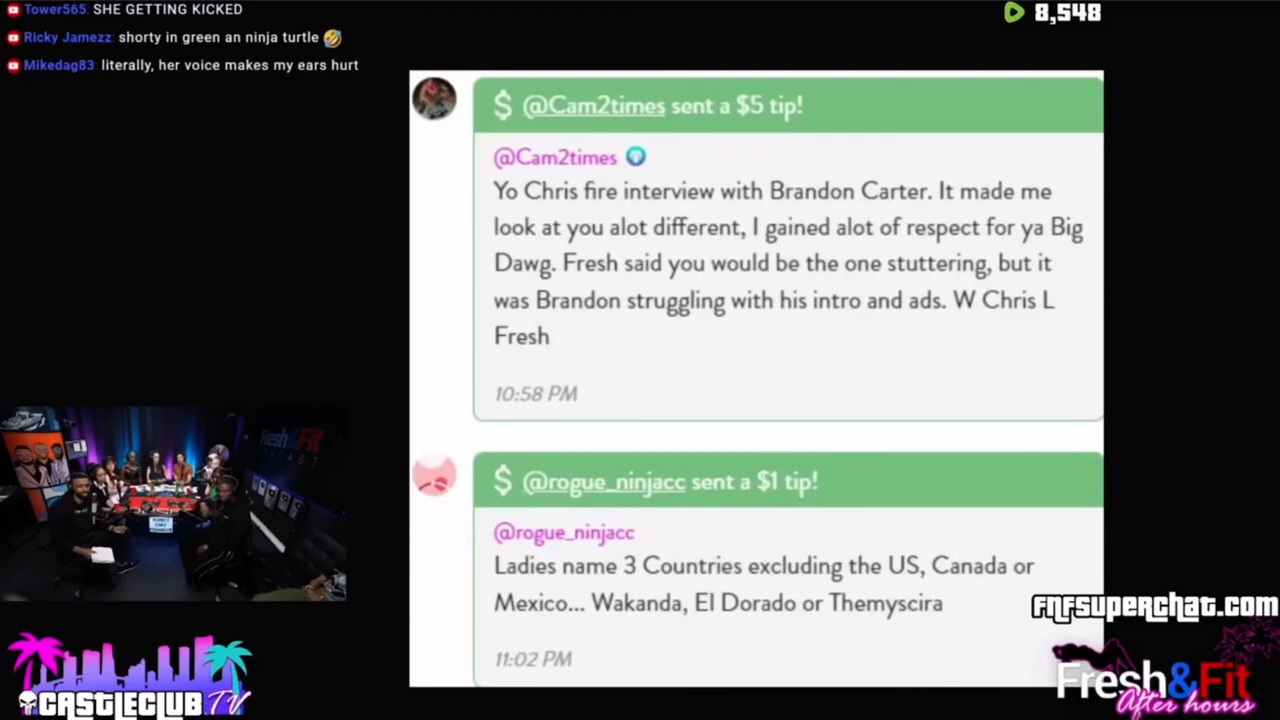 Tower565: SHE GETTING KICKED
Ricky Jamezz: shorty in green an ninja turtle 🤣
Mikedag83: literally, her voice makes my ears hurt
8,548
$ @Cam2times sent a $5 tip!
@Cam2times
Yo Chris fire interview with Brandon Carter. It made me
look at you alot different, I gained alot of respect for ya Big
Dawg. Fresh said you would be the one stuttering, but it
was Brandon struggling with his intro and ads. W Chris L
Fresh
10:58 PM
$ @rogue_ninjacc sent a $1 tip!
@rogue_ninjacc
Ladies name 3 Countries excluding the US, Canada or
Mexico... Wakanda, El Dorado or Themyscira
11:02 PM
Fresh&Fit
FNFSUPERCHAT.COM
CASTLECLUB TV
Fresh&Fit
After hours